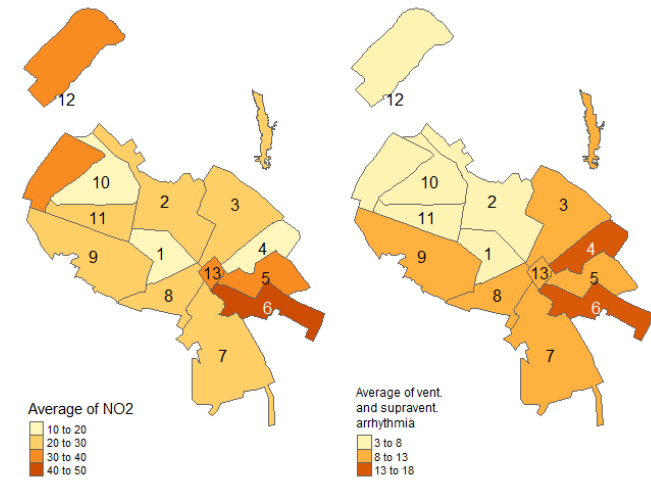 12
10
11
2
3
9
1
4
13
5
8
6
7
Average of NO2
10 to 20
20 to 30
30 to 40
40 to 50
12
10
11
2
3
9
1
4
13
5
8
6
7
Average of vent.
and supravent.
arrhythmia
3 to 8
8 to 13
13 to 18